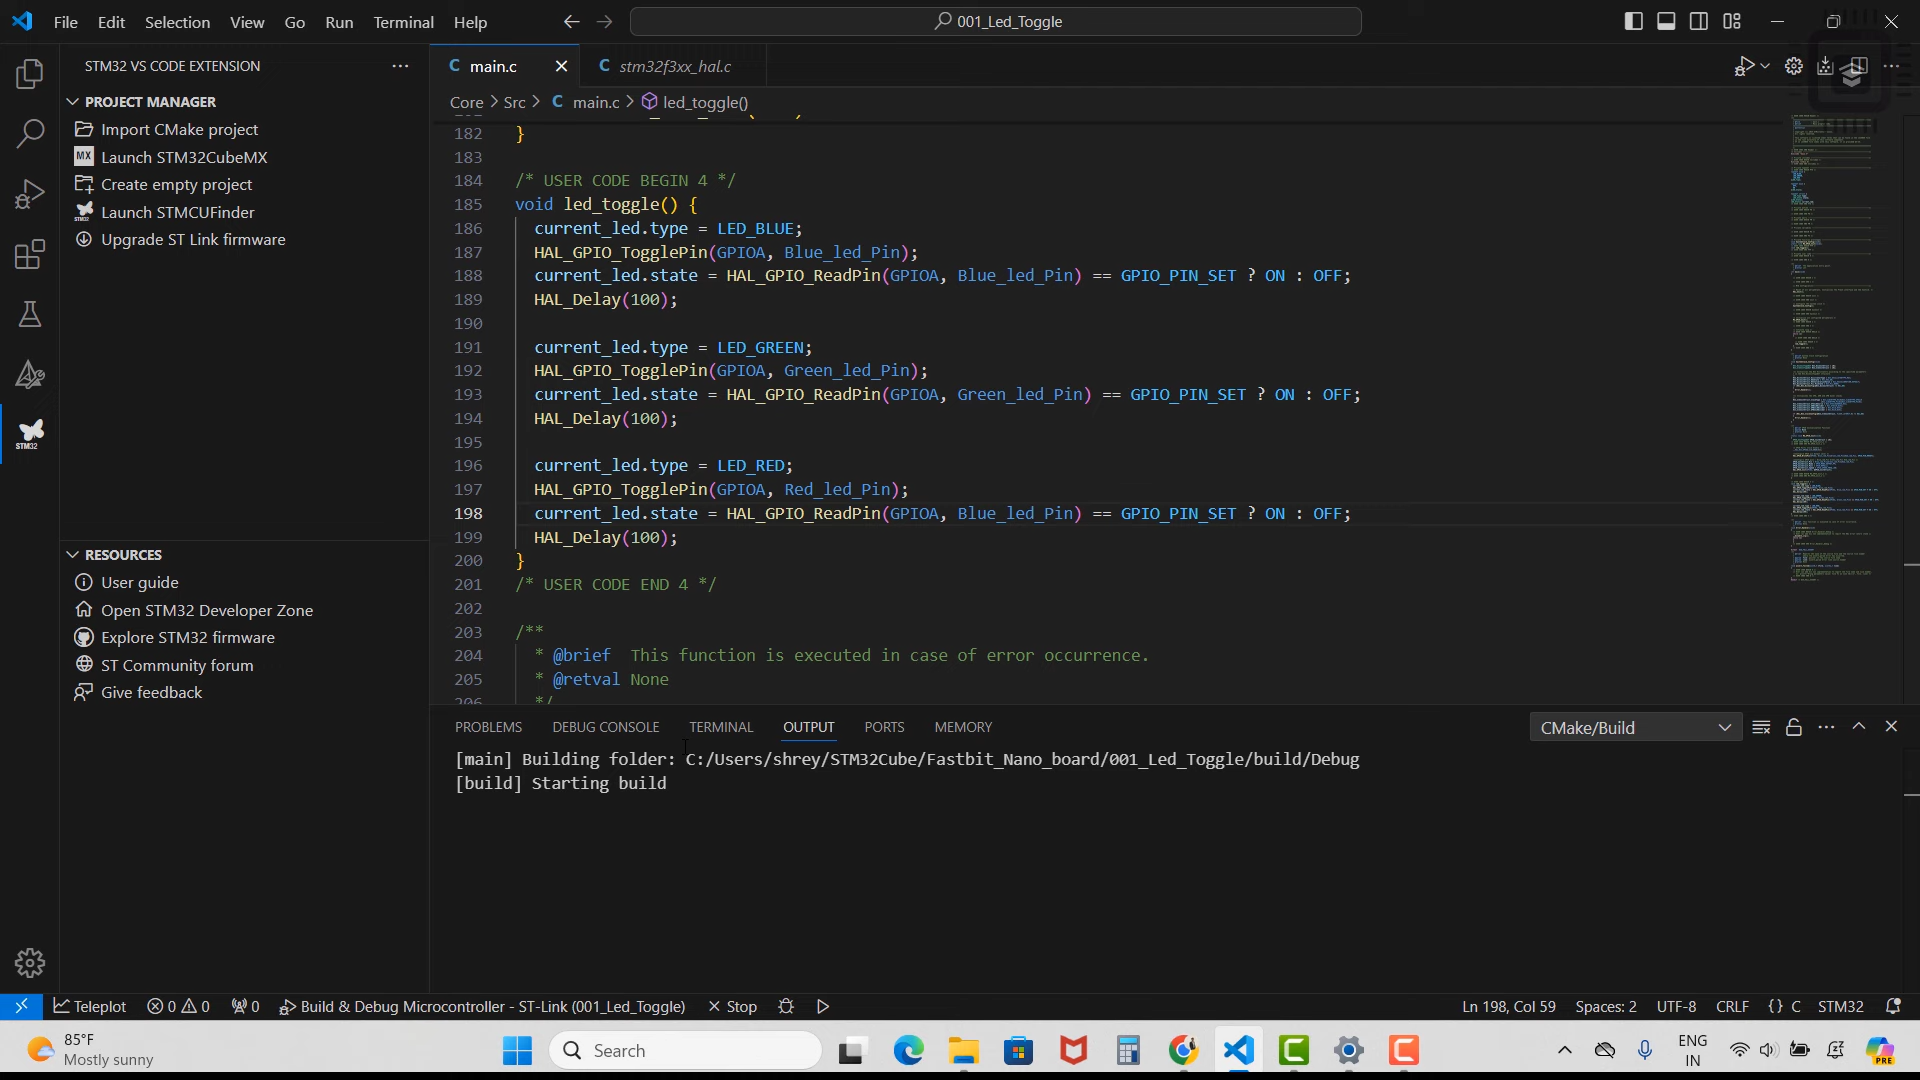 File Edit Selection View Go Run Terminal Help
001_Led_Toggle
STM32 VS CODE EXTENSION
PROJECT MANAGER
Import CMake project
MX Launch STM32CubeMX
Create empty project
Launch STMCUFinder
Upgrade ST Link firmware
STM32
RESOURCES
User guide
Open STM32 Developer Zone
Explore STM32 firmware
ST Community forum
Give feedback
C main.c
C stm32f3xx_hal.c
Core > Src > C main.c > led_toggle()
182 }
183
184 /* USER CODE BEGIN 4 */
185 void led_toggle() {
186 current_led.type = LED_BLUE;
187 HAL_GPIO_TogglePin(GPIOA, Blue_led_Pin);
188 current_led.state = HAL_GPIO_ReadPin(GPIOA, Blue_led_Pin) == GPIO_PIN_SET ? ON : OFF;
189 HAL_Delay(100);
190
191 current_led.type = LED_GREEN;
192 HAL_GPIO_TogglePin(GPIOA, Green_led_Pin);
193 current_led.state = HAL_GPIO_ReadPin(GPIOA, Green_led_Pin) == GPIO_PIN_SET ? ON : OFF;
194 HAL_Delay(100);
195
196 current_led.type = LED_RED;
197 HAL_GPIO_TogglePin(GPIOA, Red_led_Pin);
198 current_led.state = HAL_GPIO_ReadPin(GPIOA, Blue_led_Pin) == GPIO_PIN_SET ? ON : OFF;
199 HAL_Delay(100);
200 }
201 /* USER CODE END 4 */
202
203 /**
204 * @brief This function is executed in case of error occurrence.
205 * @retval None
206 */
PROBLEMS DEBUG CONSOLE TERMINAL OUTPUT PORTS MEMORY
CMake/Build
[main] Building folder: C:/Users/shrey/STM32Cube/Fastbit_Nano_board/001_Led_Toggle/build/Debug
[build] Starting build
Teleplot 0 0 0 Build & Debug Microcontroller - ST-Link (001_Led_Toggle) Stop
Ln 198, Col 59 Spaces: 2 UTF-8 CRLF {} C STM32
85°F
Mostly sunny
Search
ENG
IN
PRE